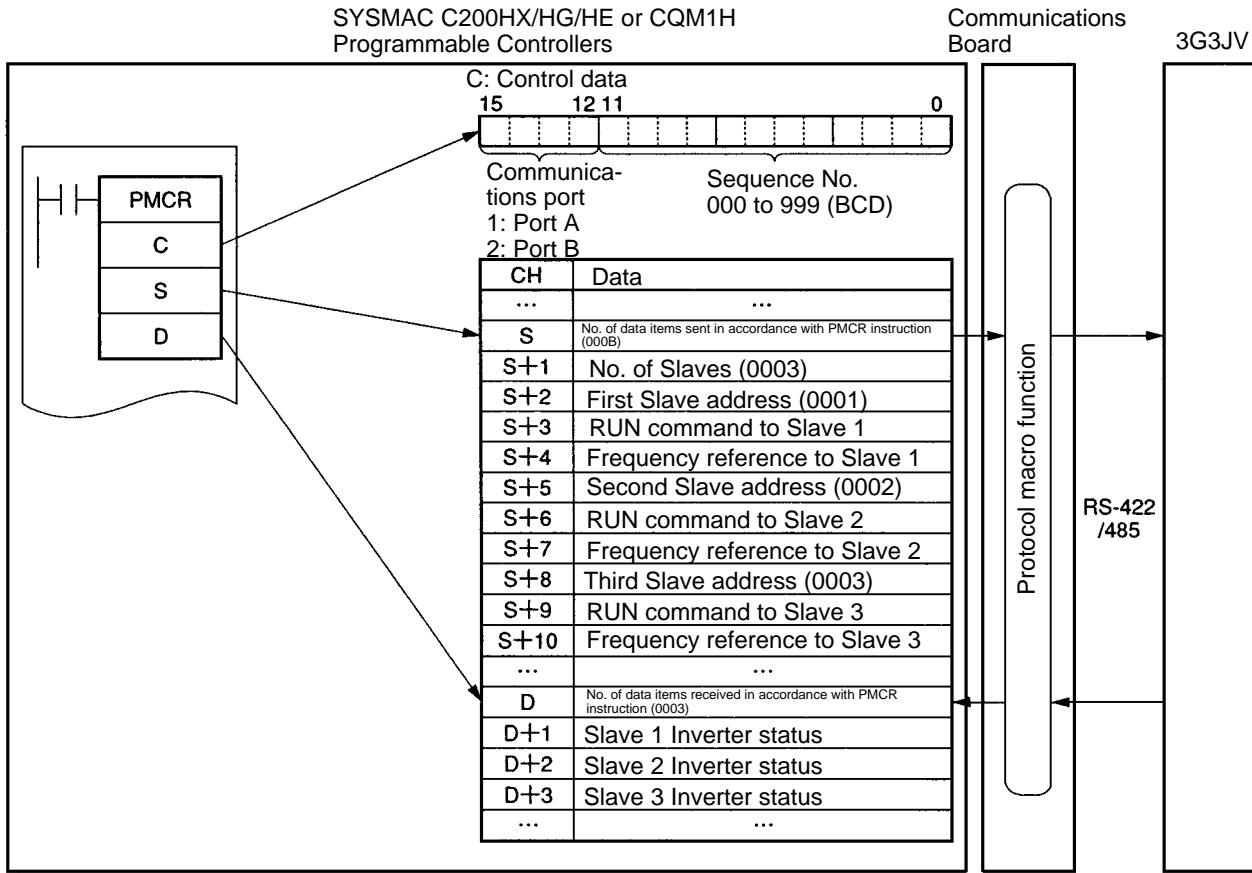 SYSMAC C200HX/HG/HE or CQM1H
Programmable Controllers
Communications
Board
3G3JV
C: Control data
15 12 11 0
Communica-
tions port
1: Port A
2: Port B
Sequence No.
000 to 999 (BCD)
PMCR
C
S
D
CH Data
... ...
S No. of data items sent in accordance with PMCR instruction
(000B)
S+1 No. of Slaves (0003)
S+2 First Slave address (0001)
S+3 RUN command to Slave 1
S+4 Frequency reference to Slave 1
S+5 Second Slave address (0002)
S+6 RUN command to Slave 2
S+7 Frequency reference to Slave 2
S+8 Third Slave address (0003)
S+9 RUN command to Slave 3
S+10 Frequency reference to Slave 3
... ...
D No. of data items received in accordance with PMCR
instruction (0003)
D+1 Slave 1 Inverter status
D+2 Slave 2 Inverter status
D+3 Slave 3 Inverter status
... ...
Protocol macro function
RS-422
/485